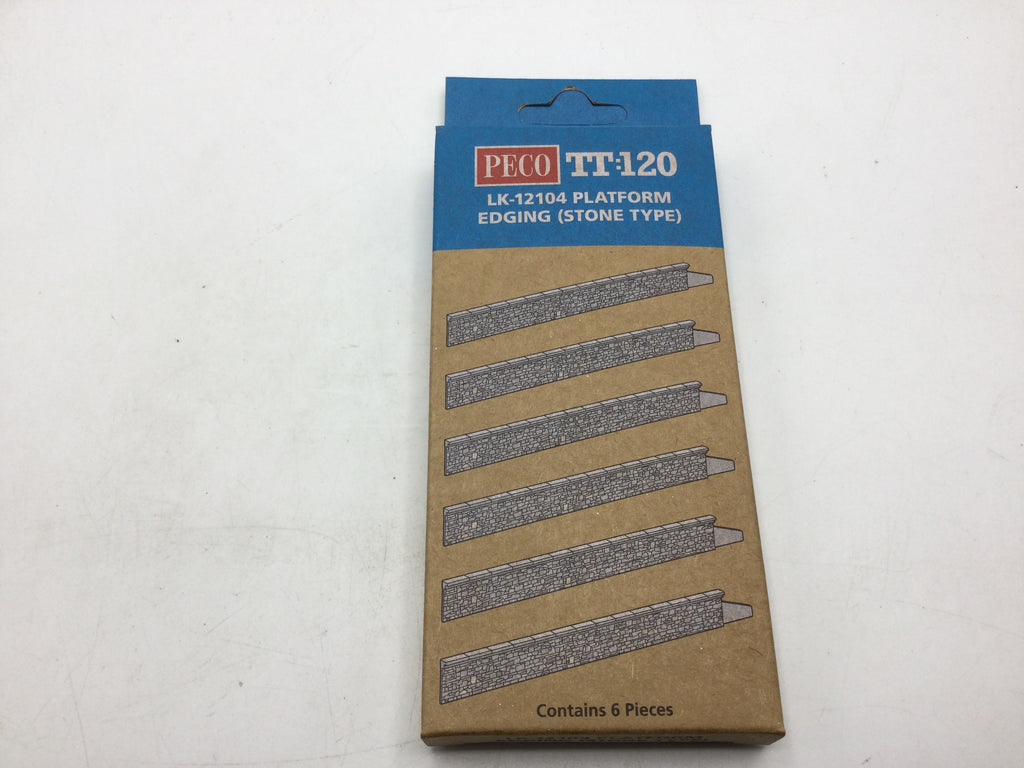 PECO TT:120
LK-12104 PLATFORM
EDGING (STONE TYPE)
Contains 6 Pieces